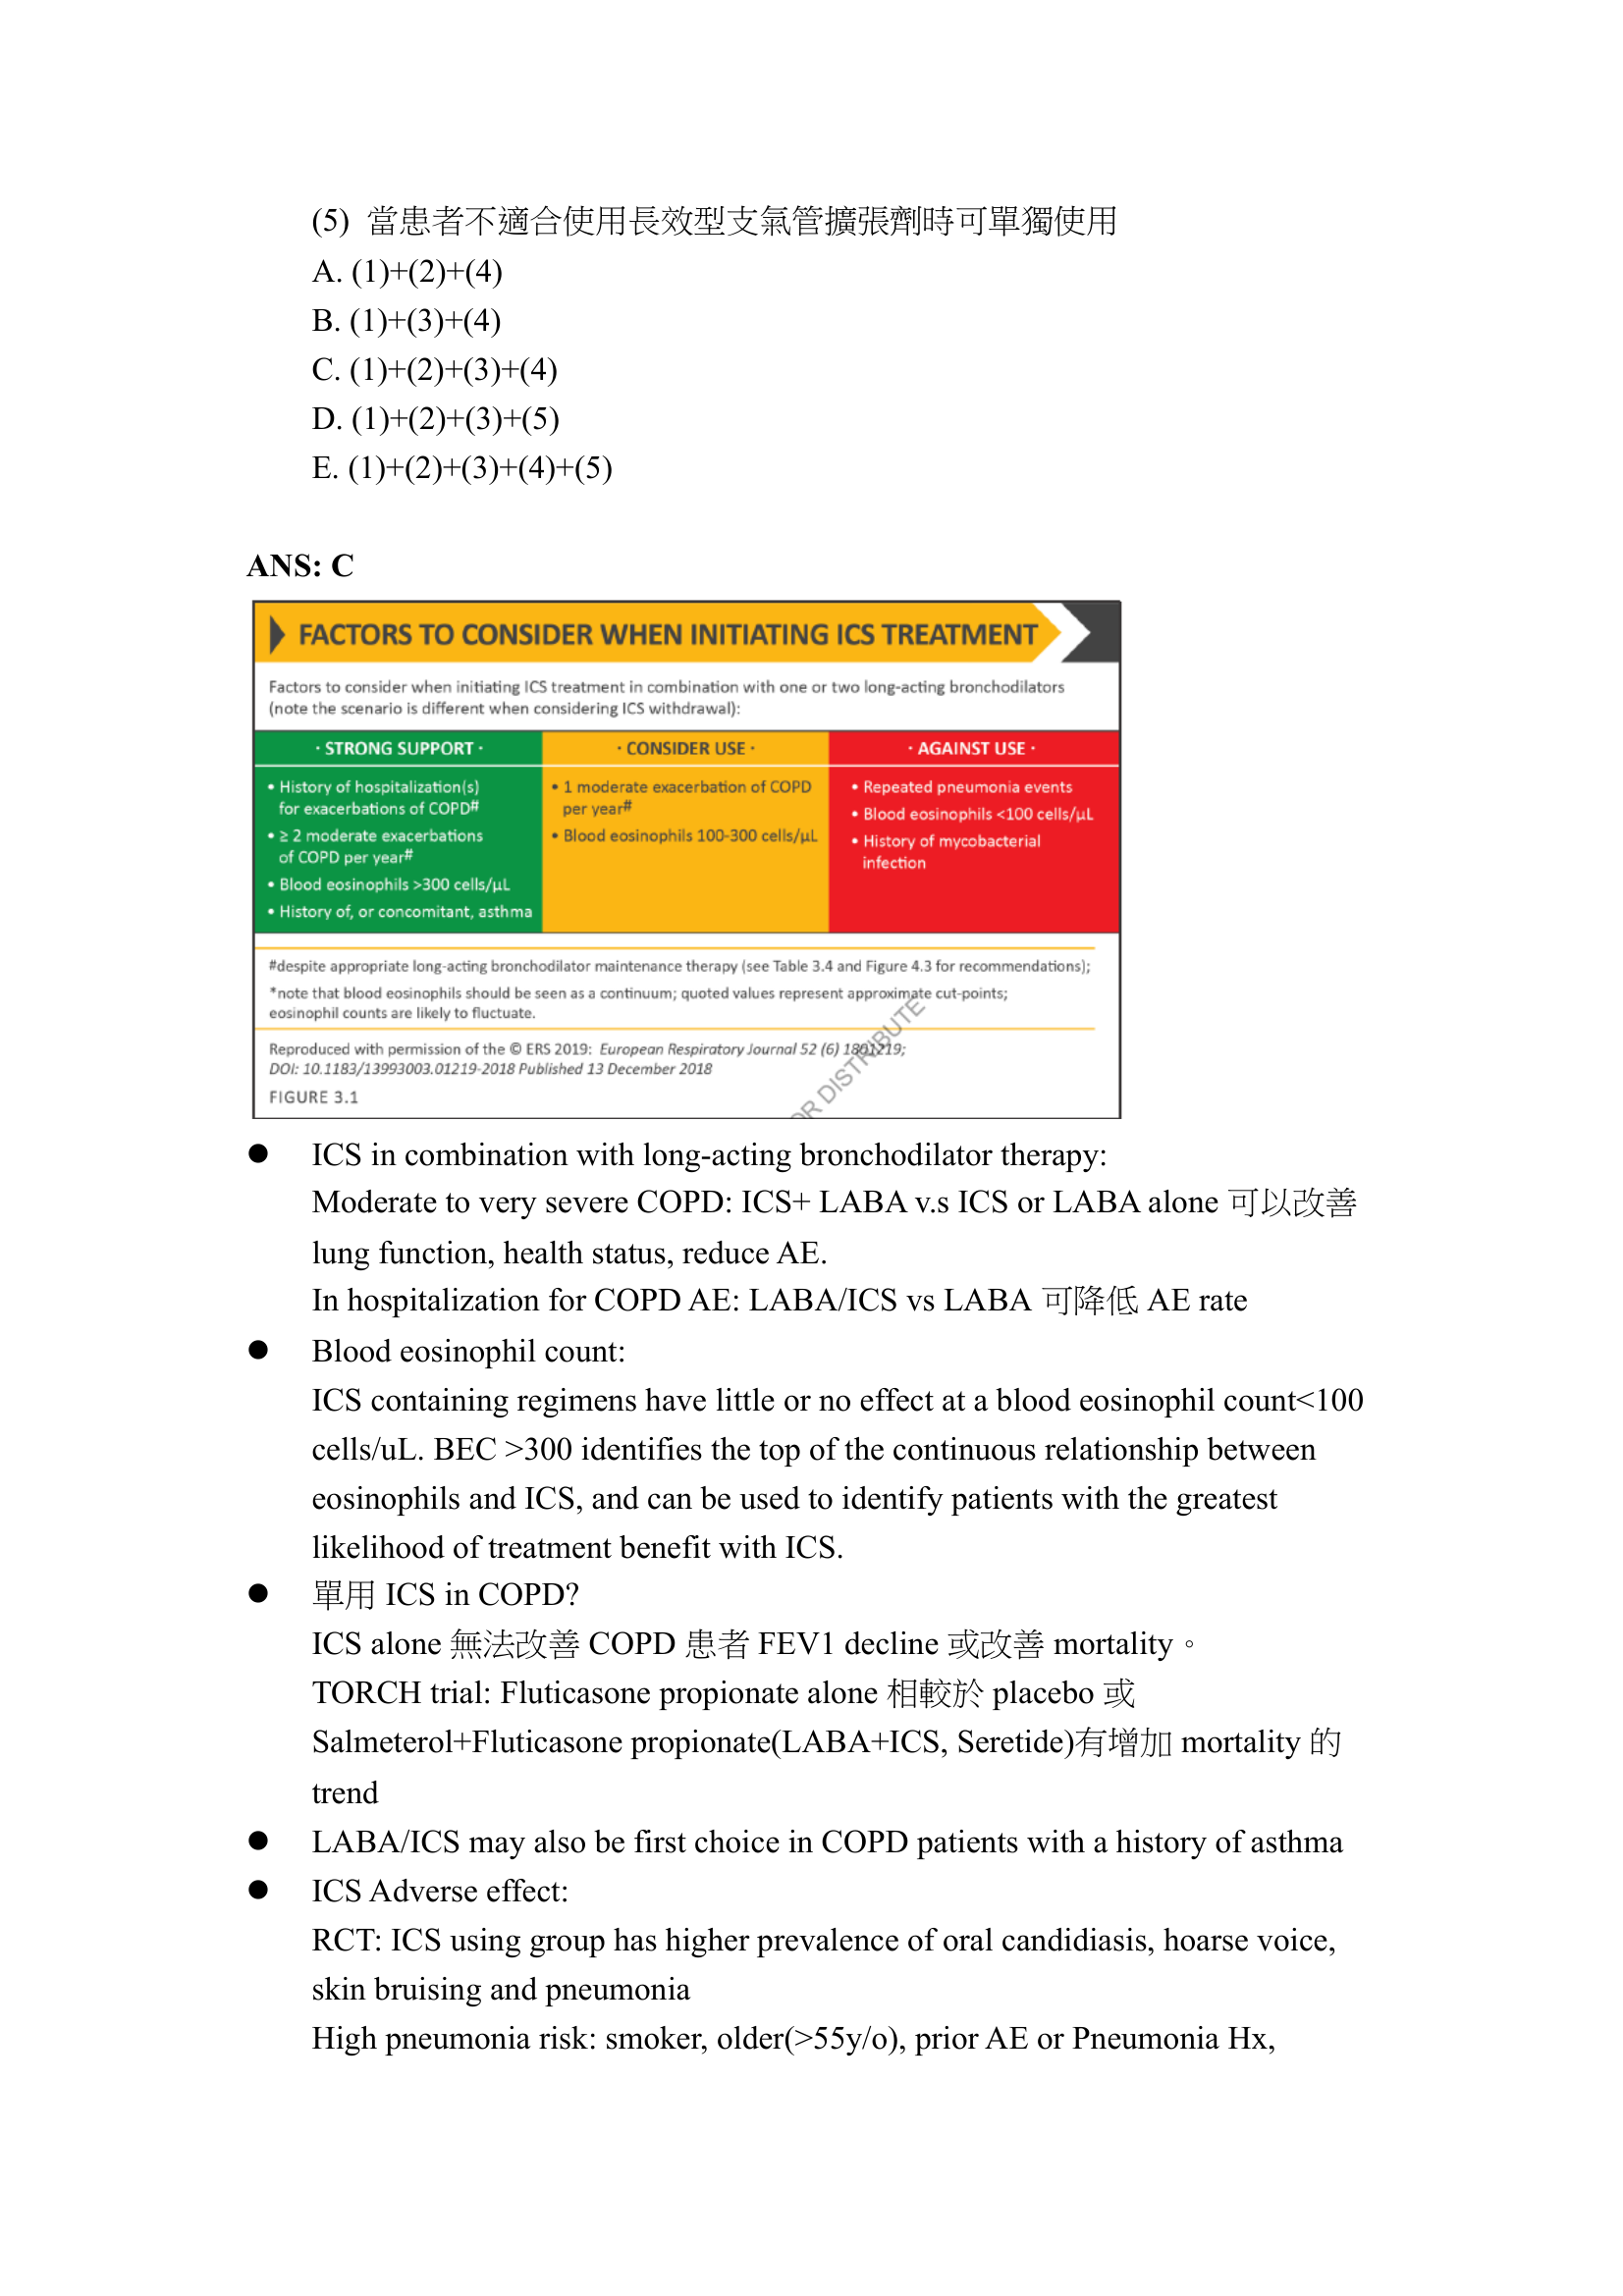 (5) 當患者不適合使用長效型支氣管擴張劑時可單獨使用
A. (1)+(2)+(4)
B. (1)+(3)+(4)
C. (1)+(2)+(3)+(4)
D. (1)+(2)+(3)+(5)
E. (1)+(2)+(3)+(4)+(5)
ANS: C
FACTORS TO CONSIDER WHEN INITIATING ICS TREATMENT
Factors to consider when initiating ICS treatment in combination with one or two long-acting bronchodilators
(note the scenario is different when considering ICS withdrawal):
· STRONG SUPPORT ·
• History of hospitalization(s)
for exacerbations of COPD#
• ≥ 2 moderate exacerbations
of COPD per year#
• Blood eosinophils >300 cells/µL
• History of, or concomitant, asthma
· CONSIDER USE ·
• 1 moderate exacerbation of COPD
per year#
• Blood eosinophils 100-300 cells/µL
· AGAINST USE ·
• Repeated pneumonia events
• Blood eosinophils <100 cells/µL
• History of mycobacterial
infection
#despite appropriate long-acting bronchodilator maintenance therapy (see Table 3.4 and Figure 4.3 for recommendations);
*note that blood eosinophils should be seen as a continuum; quoted values represent approximate cut-points;
eosinophil counts are likely to fluctuate.
Reproduced with permission of the © ERS 2019: European Respiratory Journal 52 (6) 1801219;
DOI: 10.1183/13993003.01219-2018 Published 13 December 2018
FIGURE 3.1
OR DISTRIBUTE
● ICS in combination with long-acting bronchodilator therapy:
Moderate to very severe COPD: ICS+ LABA v.s ICS or LABA alone 可以改善
lung function, health status, reduce AE.
In hospitalization for COPD AE: LABA/ICS vs LABA 可降低 AE rate
● Blood eosinophil count:
ICS containing regimens have little or no effect at a blood eosinophil count<100
cells/uL. BEC >300 identifies the top of the continuous relationship between
eosinophils and ICS, and can be used to identify patients with the greatest
likelihood of treatment benefit with ICS.
● 單用 ICS in COPD?
ICS alone 無法改善 COPD 患者 FEV1 decline 或改善 mortality。
TORCH trial: Fluticasone propionate alone 相較於 placebo 或
Salmeterol+Fluticasone propionate(LABA+ICS, Seretide)有增加 mortality 的
trend
● LABA/ICS may also be first choice in COPD patients with a history of asthma
● ICS Adverse effect:
RCT: ICS using group has higher prevalence of oral candidiasis, hoarse voice,
skin bruising and pneumonia
High pneumonia risk: smoker, older(>55y/o), prior AE or Pneumonia Hx,